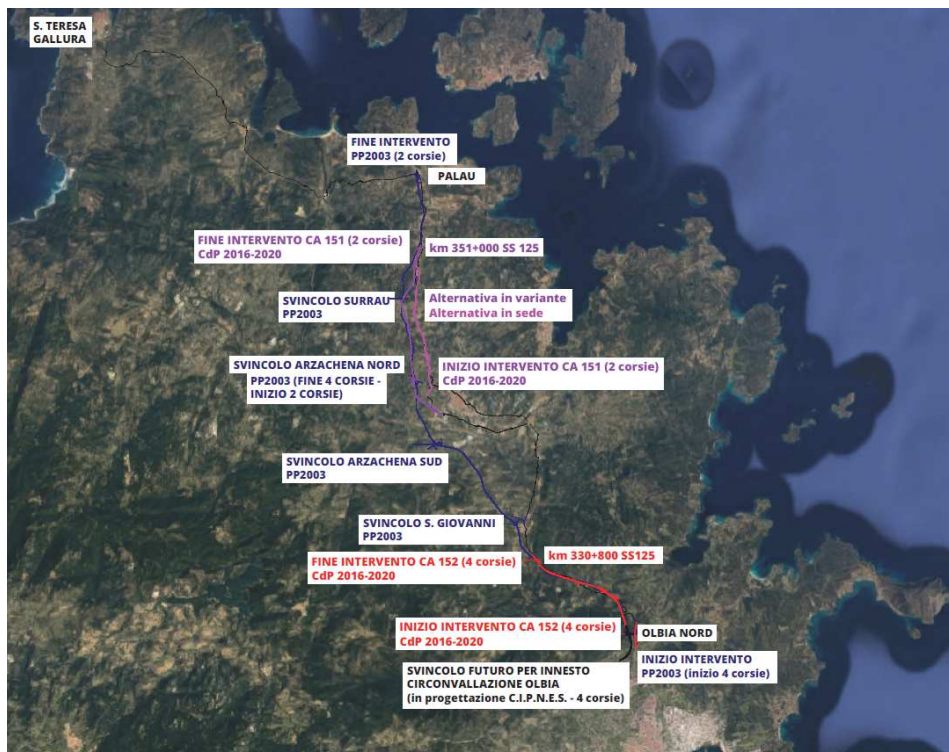 S. TERESA
GALLURA
FINE INTERVENTO
PP2003 (2 corsie)
PALAU
FINE INTERVENTO CA 151 (2 corsie)
CdP 2016-2020
km 351+000 SS 125
SVINCOLO SURRAU
PP2003
Alternativa in variante
Alternativa in sede
SVINCOLO ARZACHENA NORD
PP2003 (FINE 4 CORSIE -
INIZIO 2 CORSIE)
INIZIO INTERVENTO CA 151 (2 corsie)
CdP 2016-2020
SVINCOLO ARZACHENA SUD
PP2003
SVINCOLO S. GIOVANNI
PP2003
FINE INTERVENTO CA 152 (4 corsie)
CdP 2016-2020
km 330+800 SS125
INIZIO INTERVENTO CA 152 (4 corsie)
CdP 2016-2020
OLBIA NORD
INIZIO INTERVENTO
PP2003 (inizio 4 corsie)
SVINCOLO FUTURO PER INNESTO
CIRCONVALLAZIONE OLBIA
(in progettazione C.I.P.N.E.S. - 4 corsie)